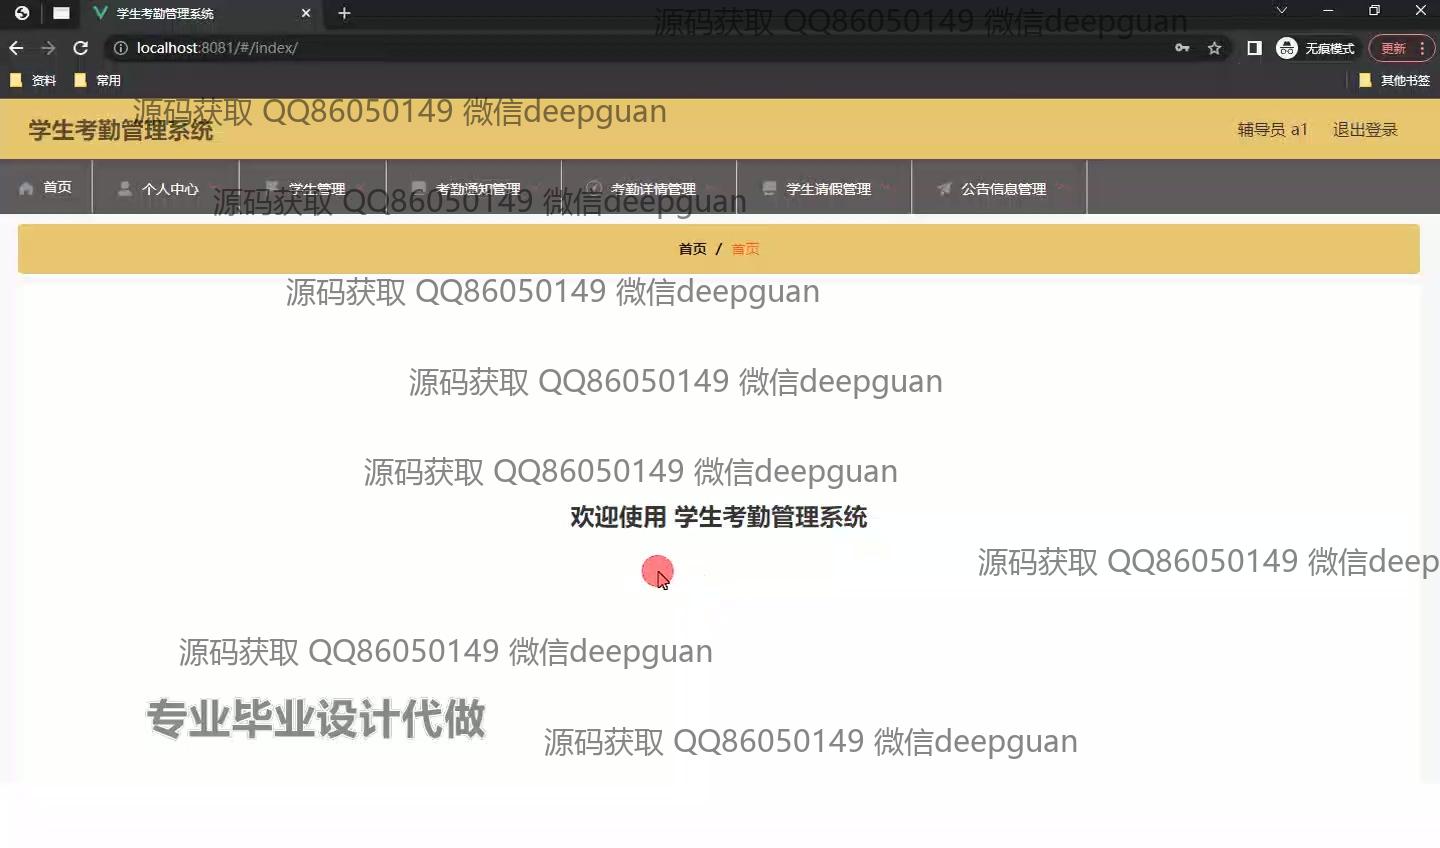 学生考勤管理系统
源码获取 QQ86050149 微信deepguan
localhost:8081/#/index/
无痕模式
更新
资料
常用
其他书签
源码获取 QQ86050149 微信deepguan
学生考勤管理系统
辅导员 a1
退出登录
首页
个人中心
学生管理
考勤通知管理
考勤详情管理
学生请假管理
公告信息管理
源码获取 QQ86050149 微信deepguan
首页 / 首页
源码获取 QQ86050149 微信deepguan
源码获取 QQ86050149 微信deepguan
源码获取 QQ86050149 微信deepguan
欢迎使用 学生考勤管理系统
源码获取 QQ86050149 微信deep
源码获取 QQ86050149 微信deepguan
专业毕业设计代做
源码获取 QQ86050149 微信deepguan